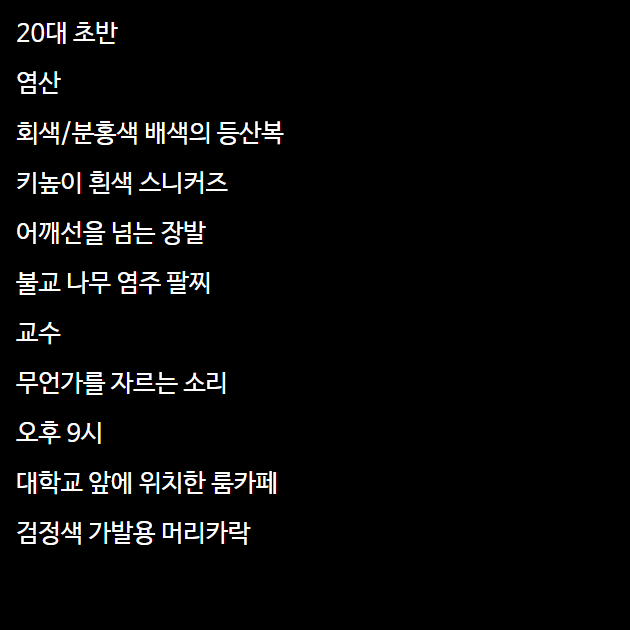 20대 초반
염산
회색/분홍색 배색의 등산복
키높이 흰색 스니커즈
어깨선을 넘는 장발
불교 나무 염주 팔찌
교수
무언가를 자르는 소리
오후 9시
대학교 앞에 위치한 룸카페
검정색 가발용 머리카락